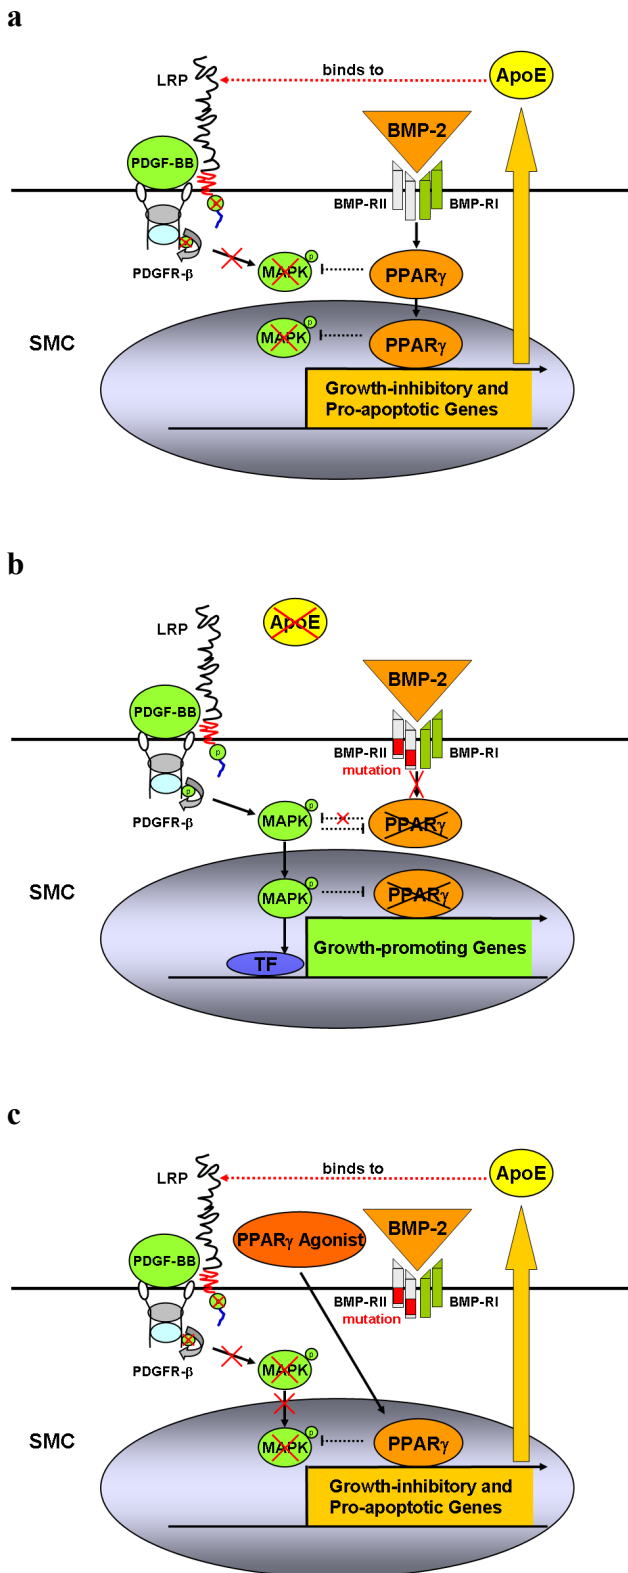 a
LRP
binds to
ApoE
BMP-2
PDGF-BB
BMP-RII
BMP-RI
PDGFR-β
MAPK
p
PPARγ
SMC
MAPK
p
PPARγ
Growth-inhibitory and
Pro-apoptotic Genes
b
LRP
ApoE
BMP-2
PDGF-BB
p
BMP-RII
BMP-RI
mutation
p
PDGFR-β
MAPK
p
PPARγ
SMC
MAPK
p
PPARγ
Growth-promoting Genes
TF
c
LRP
binds to
ApoE
PPARγ Agonist
BMP-2
PDGF-BB
BMP-RII
BMP-RI
mutation
PDGFR-β
MAPK
p
SMC
MAPK
p
PPARγ
Growth-inhibitory and
Pro-apoptotic Genes